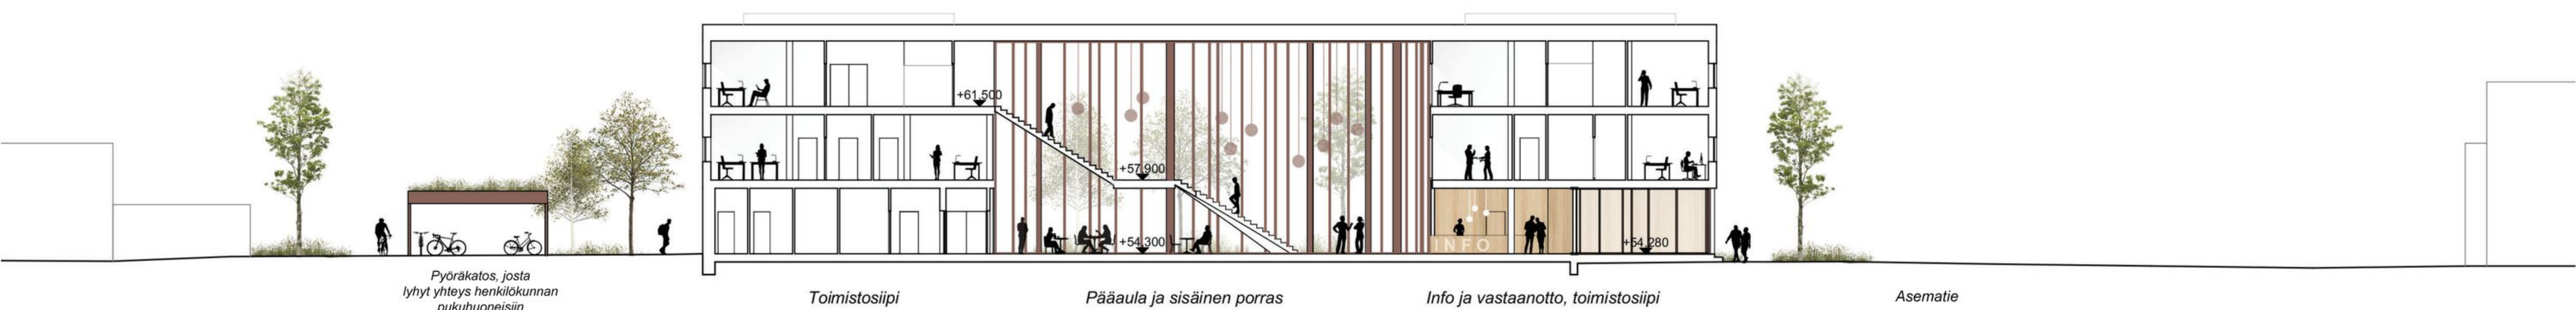 +61.500
+57.900
+54.300
INFO
+54.280
Pyöräkatos, josta
lyhyt yhteys henkilökunnan
pukuhuoneisiin
Toimistosiipi
Pääaula ja sisäinen porras
Info ja vastaanotto, toimistosiipi
Asematie